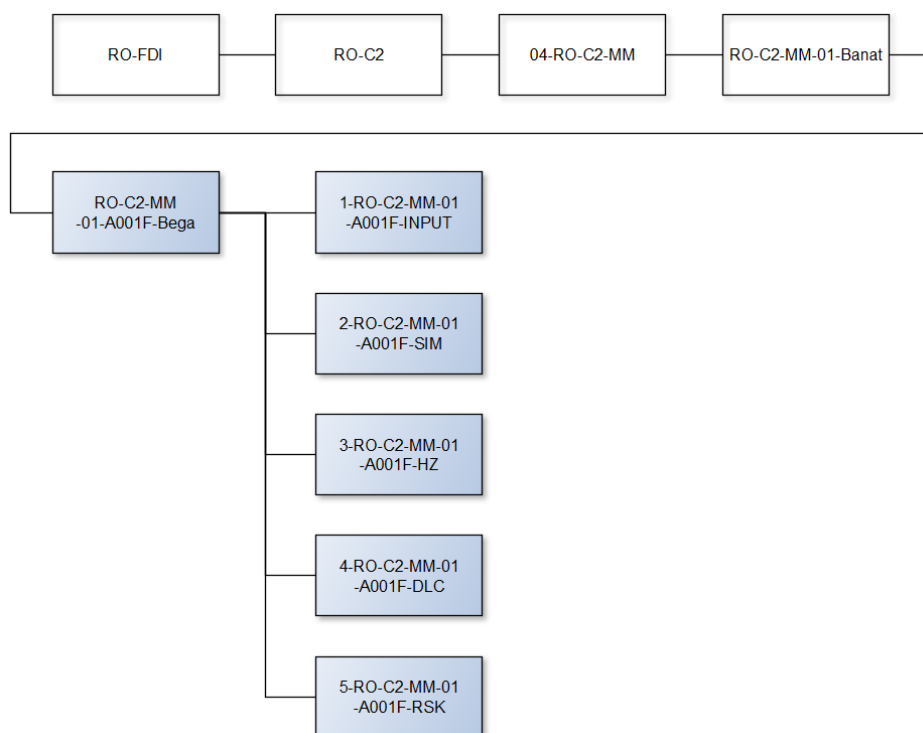 RO-FDI
RO-C2
04-RO-C2-MM
RO-C2-MM-01-Banat
RO-C2-MM
-01-A001F-Bega
1-RO-C2-MM-01
-A001F-INPUT
2-RO-C2-MM-01
-A001F-SIM
3-RO-C2-MM-01
-A001F-HZ
4-RO-C2-MM-01
-A001F-DLC
5-RO-C2-MM-01
-A001F-RSK